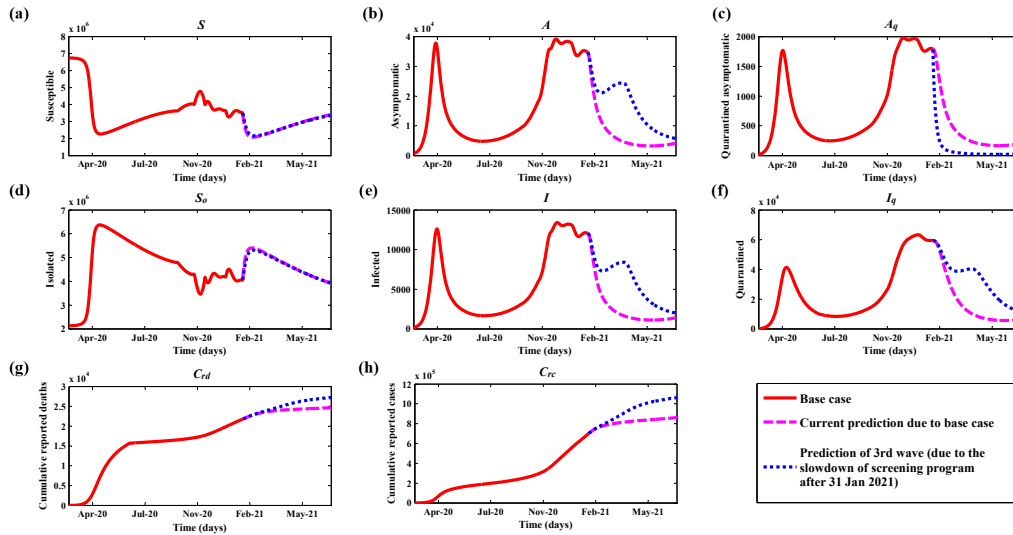 (a)
S
x 10^6
8
7
6
5
4
3
2
1
Susceptible
Apr-20 Jul-20 Nov-20 Feb-21 May-21
Time (days)
(b)
A
x 10^4
4
3
2
1
0
Asymptomatic
Apr-20 Jul-20 Nov-20 Feb-21 May-21
Time (days)
(c)
A_q
2000
1500
1000
500
0
Quarantined asymptomatic
Apr-20 Jul-20 Nov-20 Feb-21 May-21
Time (days)
(d)
S_o
x 10^6
7
6
5
4
3
2
Isolated
Apr-20 Jul-20 Nov-20 Feb-21 May-21
Time (days)
(e)
I
15000
10000
5000
0
Infected
Apr-20 Jul-20 Nov-20 Feb-21 May-21
Time (days)
(f)
I_q
x 10^4
8
6
4
2
0
Quarantined
Apr-20 Jul-20 Nov-20 Feb-21 May-21
Time (days)
(g)
C_rd
x 10^4
3
2.5
2
1.5
1
0.5
0
Cumulative reported deaths
Apr-20 Jul-20 Nov-20 Feb-21 May-21
Time (days)
(h)
C_rc
x 10^5
12
10
8
6
4
2
0
Cumulative reported cases
Apr-20 Jul-20 Nov-20 Feb-21 May-21
Time (days)
Base case
Current prediction due to base case
Prediction of 3rd wave (due to the
slowdown of screening program
after 31 Jan 2021)